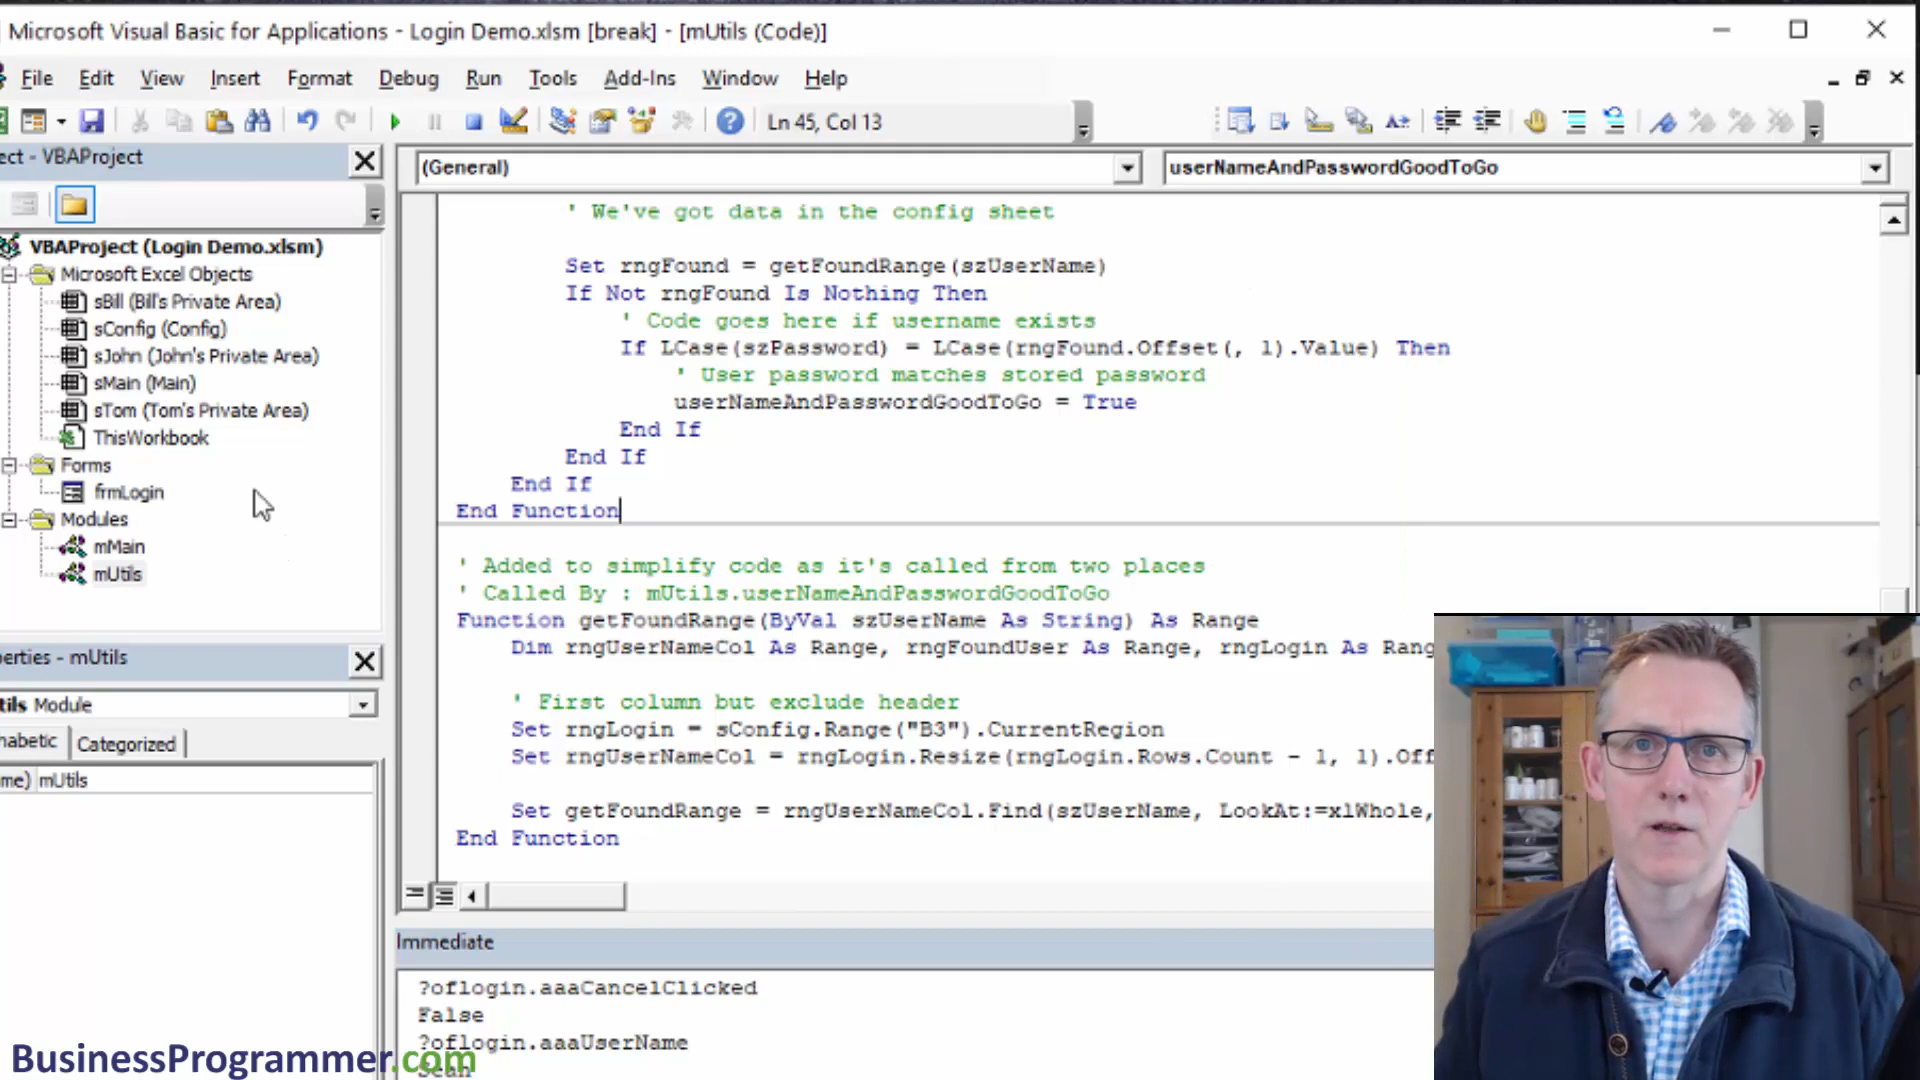 Microsoft Visual Basic for Applications - Login Demo.xlsm [break] - [mUtils (Code)]
File Edit View Insert Format Debug Run Tools Add-Ins Window Help
Ln 45, Col 13
ect - VBAProject
(General)
userNameAndPasswordGoodToGo
VBAProject (Login Demo.xlsm)
Microsoft Excel Objects
sBill (Bill's Private Area)
sConfig (Config)
sJohn (John's Private Area)
sMain (Main)
sTom (Tom's Private Area)
ThisWorkbook
Forms
frmLogin
Modules
mMain
mUtils
erties - mUtils
tils Module
habetic
Categorized
me) mUtils
' We've got data in the config sheet
Set rngFound = getFoundRange(szUserName)
If Not rngFound Is Nothing Then
' Code goes here if username exists
If LCase(szPassword) = LCase(rngFound.Offset(, 1).Value) Then
' User password matches stored password
userNameAndPasswordGoodToGo = True
End If
End If
End If
End Function
' Added to simplify code as it's called from two places
' Called By : mUtils.userNameAndPasswordGoodToGo
Function getFoundRange(ByVal szUserName As String) As Range
Dim rngUserNameCol As Range, rngFoundUser As Range, rngLogin As Rang
' First column but exclude header
Set rngLogin = sConfig.Range("B3").CurrentRegion
Set rngUserNameCol = rngLogin.Resize(rngLogin.Rows.Count - 1, 1).Off
Set getFoundRange = rngUserNameCol.Find(szUserName, LookAt:=xlWhole,
End Function
Immediate
?oflogin.aaaCancelClicked
False
?oflogin.aaaUserName
Sean
BusinessProgrammer.com